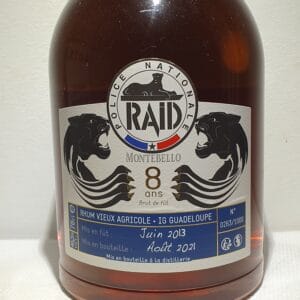 POLICE NATIONALE
RAID
MONTEBELLO
8
ans
Brut de fût
RHUM VIEUX AGRICOLE • IG GUADELOUPE
Mis en fût : Juin 2013
Mis en bouteille : Août 2021
N°
Mis en bouteille à la distillerie